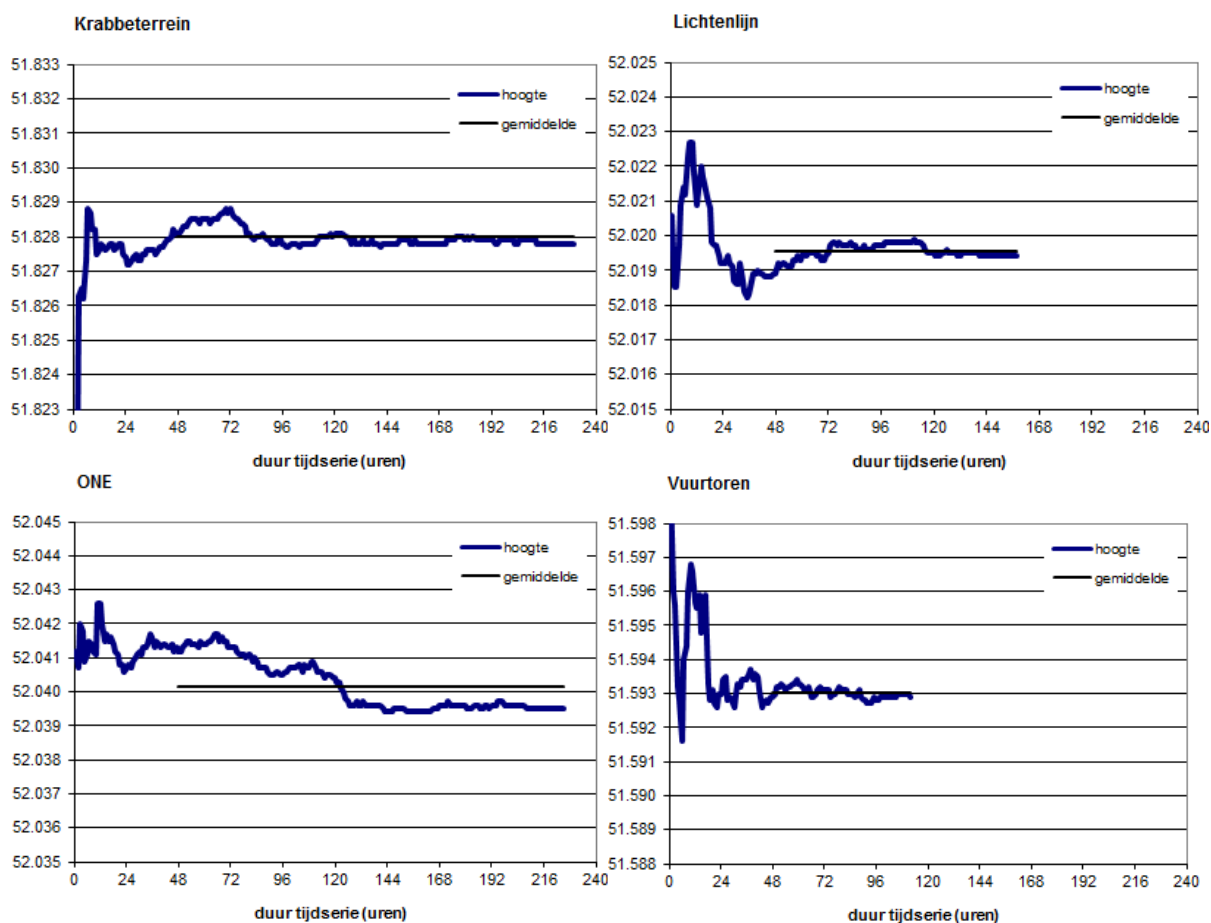 Krabbeterrein
51.833
51.832
51.831
51.830
51.829
51.828
51.827
51.826
51.825
51.824
51.823
hoogte
gemiddelde
0 24 48 72 96 120 144 168 192 216 240
duur tijdserie (uren)
Lichtenlijn
52.025
52.024
52.023
52.022
52.021
52.020
52.019
52.018
52.017
52.016
52.015
hoogte
gemiddelde
0 24 48 72 96 120 144 168 192 216 240
duur tijdserie (uren)
ONE
52.045
52.044
52.043
52.042
52.041
52.040
52.039
52.038
52.037
52.036
52.035
hoogte
gemiddelde
0 24 48 72 96 120 144 168 192 216 240
duur tijdserie (uren)
Vuurtoren
51.598
51.597
51.596
51.595
51.594
51.593
51.592
51.591
51.590
51.589
51.588
hoogte
gemiddelde
0 24 48 72 96 120 144 168 192 216 240
duur tijdserie (uren)